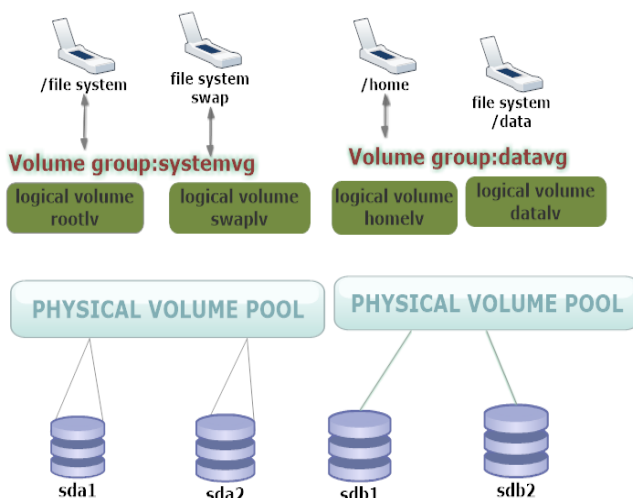 /file system
file system
swap
/home
file system
/data
Volume group:systemvg
Volume group:datavg
logical volume
rootlv
logical volume
swaplv
logical volume
homelv
logical volume
datalv
PHYSICAL VOLUME POOL
PHYSICAL VOLUME POOL
sda1
sda2
sdb1
sdb2